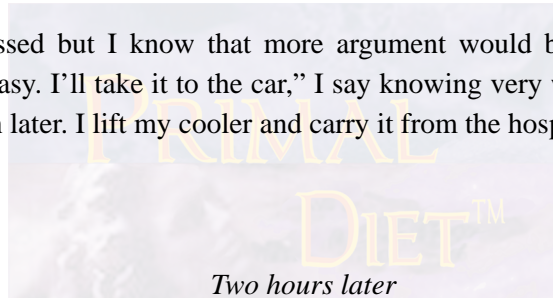 ssed but I know that more argument would b
asy. I'll take it to the car,” I say knowing very
later. I lift my cooler and carry it from the hosp
PRIMAL
DIET™
Two hours later